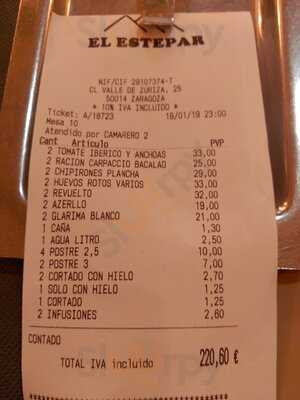 EL ESTEPAR
NIF/CIF 29107374-T
CL VALLE DE ZURIZA, 25
50014 ZARAGOZA
* 10% IVA INCLUIDO *
Ticket: A/18723 19/01/19 23:00
Mesa 10
Atendido por CAMARERO 2
Cant Articulo PVP
2 TOMATE IBERICO Y ANCHOAS 33,00
2 RACION CARPACCIO BACALAO 25,00
2 CHIPIRONES PLANCHA 29,00
2 HUEVOS ROTOS VARIOS 33,00
2 REVUELTO 32,00
2 AZERLLO 19,00
2 GLARIMA BLANCO 21,00
1 CAÑA 1,30
1 AGUA LITRO 2,50
4 POSTRE 2,5 10,00
2 POSTRE 3 7,00
2 CORTADO CON HIELO 2,70
1 SOLO CON HIELO 1,25
1 CORTADO 1,25
2 INFUSIONES 2,60
CONTADO
TOTAL IVA incluido 220,60 €